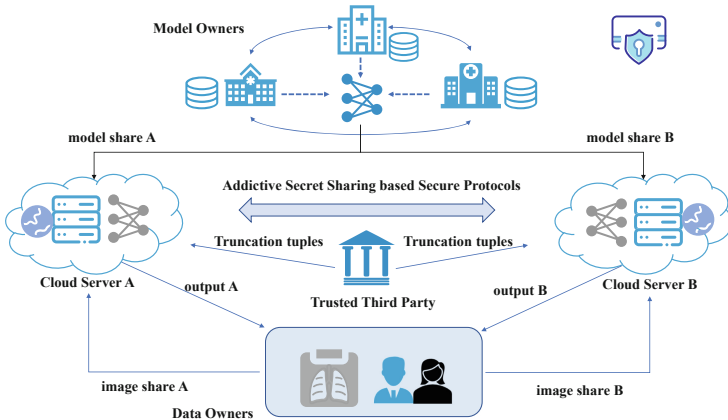 Model Owners
model share A
model share B
Addictive Secret Sharing based Secure Protocols
Truncation tuples
Truncation tuples
Cloud Server A
Cloud Server B
Trusted Third Party
output A
output B
image share A
image share B
Data Owners